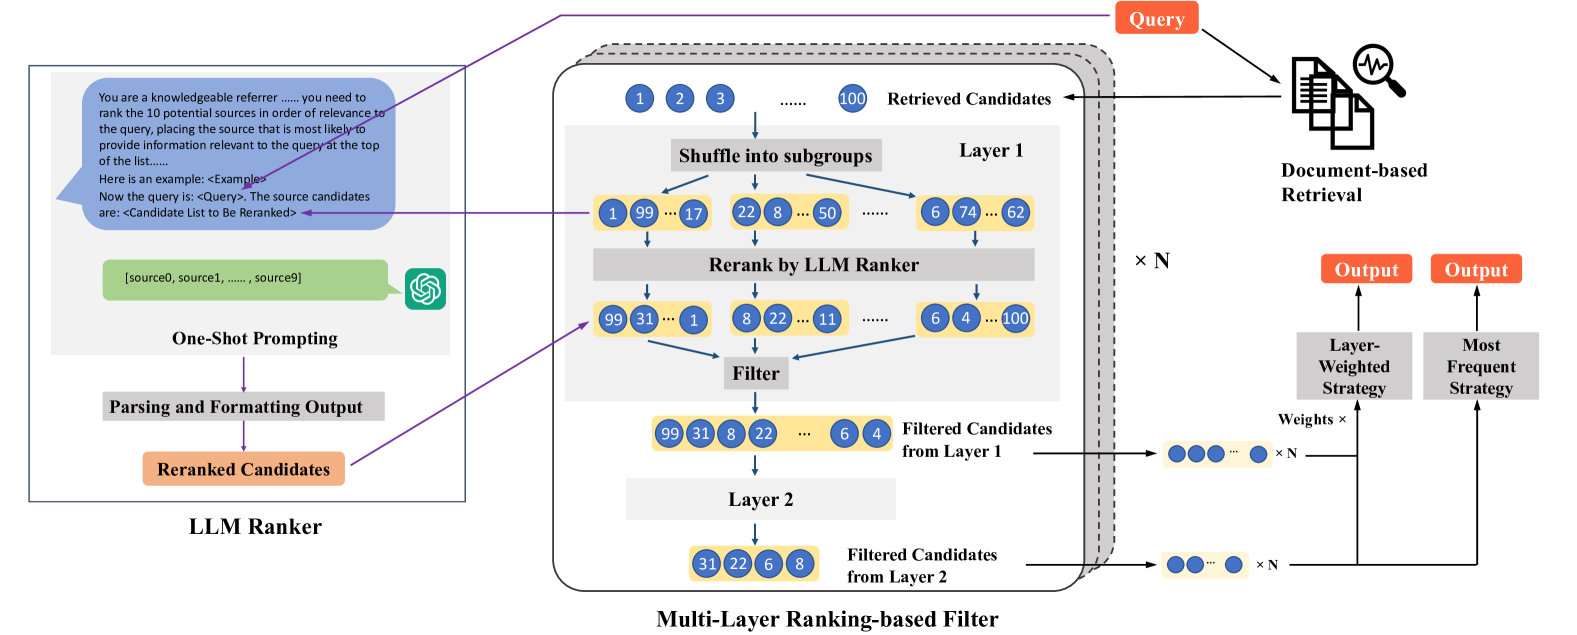 Query
You are a knowledgeable referrer ...... you need to
rank the 10 potential sources in order of relevance to
the query, placing the source that is most likely to
provide information relevant to the query at the top
of the list......
Here is an example: <Example>
Now the query is: <Query>. The source candidates
are: <Candidate List to Be Reranked>
[source0, source1, ...... , source9]
One-Shot Prompting
Parsing and Formatting Output
Reranked Candidates
LLM Ranker
1 2 3 ...... 100 Retrieved Candidates
Shuffle into subgroups
Layer 1
1 99 ... 17 22 8 ... 50 ...... 6 74 ... 62
Rerank by LLM Ranker
99 31 ... 1 8 22 ... 11 ...... 6 4 ... 100
Filter
99 31 8 22 ... 6 4
Filtered Candidates
from Layer 1
Layer 2
31 22 6 8
Filtered Candidates
from Layer 2
Multi-Layer Ranking-based Filter
× N
Document-based
Retrieval
Output
Output
Layer-
Weighted
Strategy
Most
Frequent
Strategy
Weights ×
... × N
... × N